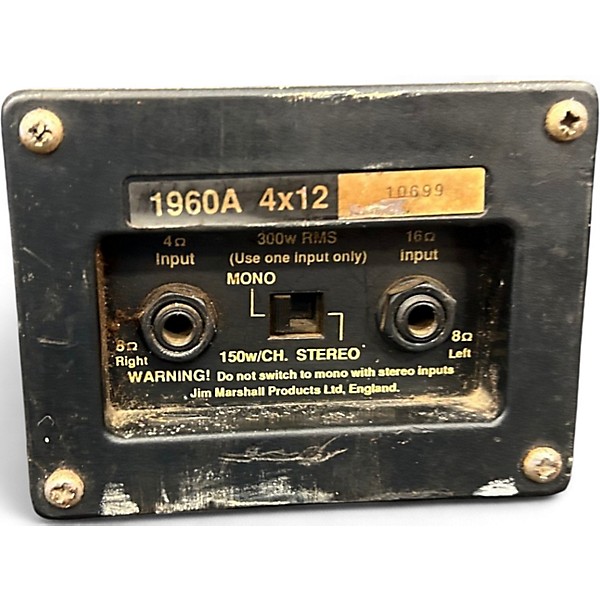 1960A 4x12 10699
4Ω 300w RMS 16Ω
Input (Use one input only) input
MONO
8Ω 8Ω
Right 150w/CH. STEREO Left
WARNING! Do not switch to mono with stereo inputs
Jim Marshall Products Ltd, England.